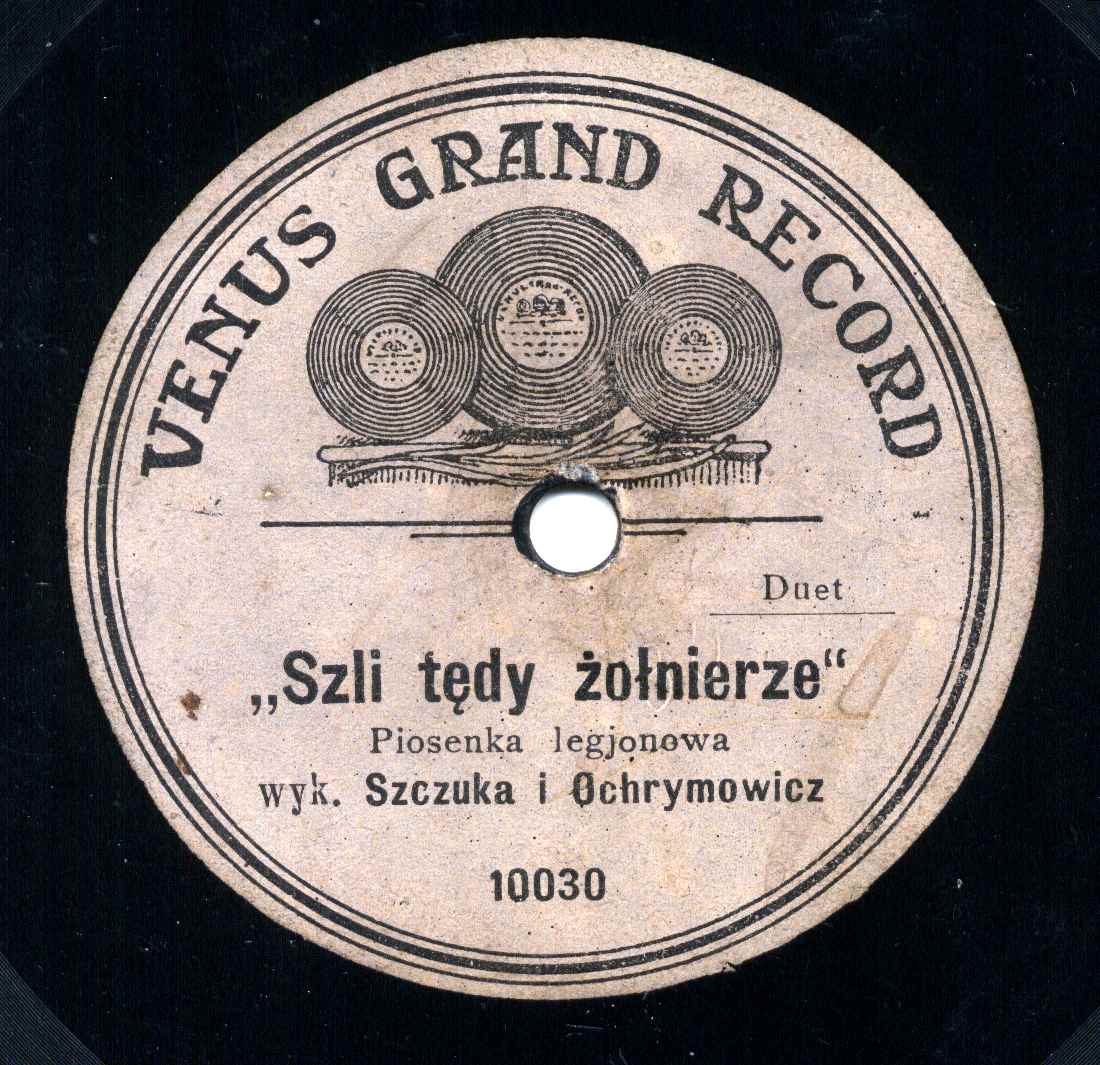 VENUS GRAND RECORD
Duet
„Szli tędy żołnierze“
Piosenka legjonowa
wyk. Szczuka i Ochrymowicz
10030